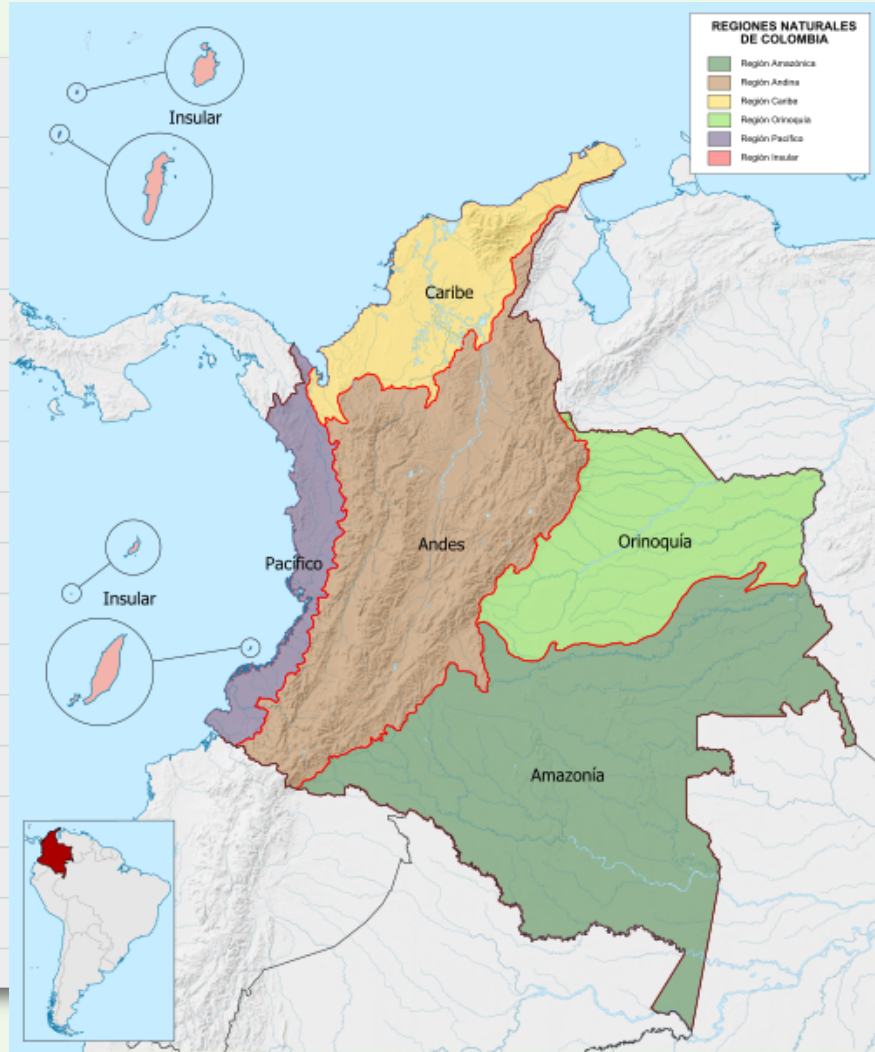 REGIONES NATURALES
DE COLOMBIA
Región Amazónica
Región Andina
Región Caribe
Región Orinoquía
Región Pacífico
Región Insular
Insular
Caribe
Pacífico
Andes
Orinoquía
Insular
Amazonía